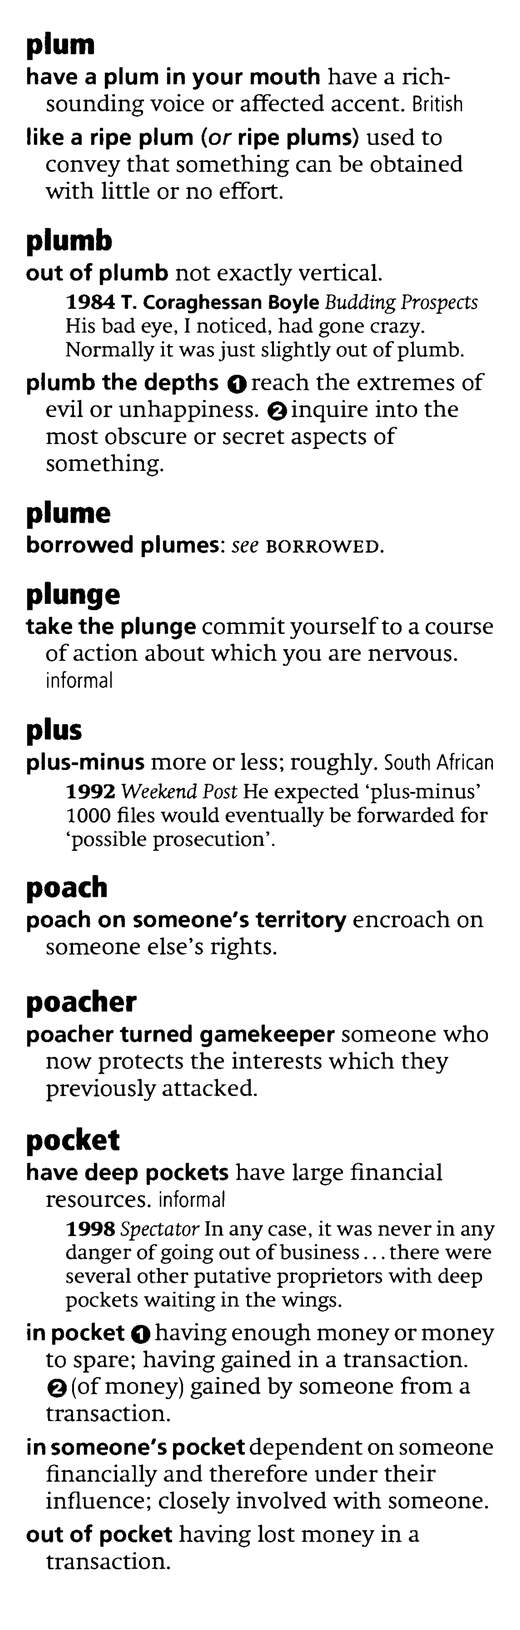 plum
have a plum in your mouth have a rich-
sounding voice or affected accent. British
like a ripe plum (or ripe plums) used to
convey that something can be obtained
with little or no effort.
plumb
out of plumb not exactly vertical.
1984 T. Coraghessan Boyle Budding Prospects
His bad eye, I noticed, had gone crazy.
Normally it was just slightly out of plumb.
plumb the depths ❶ reach the extremes of
evil or unhappiness. ❷ inquire into the
most obscure or secret aspects of
something.
plume
borrowed plumes: see BORROWED.
plunge
take the plunge commit yourself to a course
of action about which you are nervous.
informal
plus
plus-minus more or less; roughly. South African
1992 Weekend Post He expected ‘plus-minus’
1000 files would eventually be forwarded for
‘possible prosecution’.
poach
poach on someone's territory encroach on
someone else's rights.
poacher
poacher turned gamekeeper someone who
now protects the interests which they
previously attacked.
pocket
have deep pockets have large financial
resources. informal
1998 Spectator In any case, it was never in any
danger of going out of business ... there were
several other putative proprietors with deep
pockets waiting in the wings.
in pocket ❶ having enough money or money
to spare; having gained in a transaction.
❷ (of money) gained by someone from a
transaction.
in someone's pocket dependent on someone
financially and therefore under their
influence; closely involved with someone.
out of pocket having lost money in a
transaction.